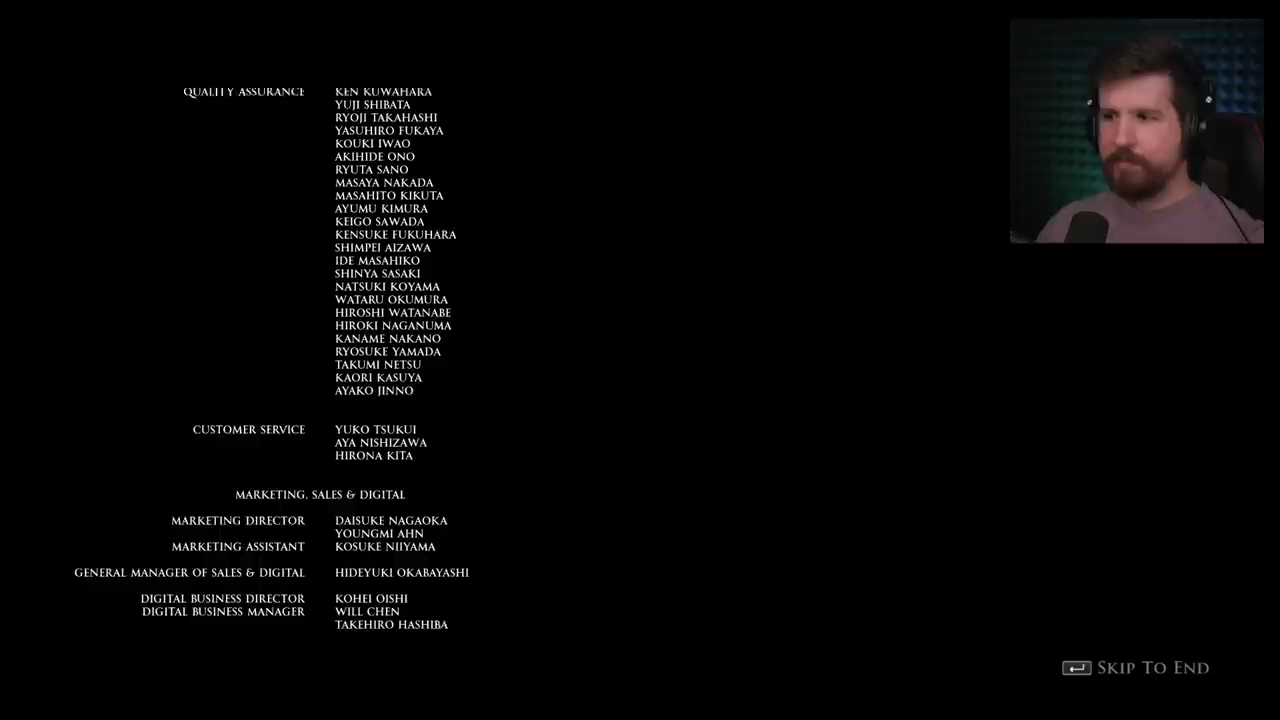 QUALITY ASSURANCE KEN KUWAHARA
YUJI SHIBATA
RYOJI TAKAHASHI
YASUHIRO FUKAYA
KOUKI IWAO
AKIHIDE ONO
RYUTA SANO
MASAYA NAKADA
MASAHITO KIKUTA
AYUMU KIMURA
KEIGO SAWADA
KENSUKE FUKUHARA
SHIMPEI AIZAWA
IDE MASAHIKO
SHINYA SASAKI
NATSUKI KOYAMA
WATARU OKUMURA
HIROSHI WATANABE
HIROKI NAGANUMA
KANAME NAKANO
RYOSUKE YAMADA
TAKUMI NETSU
KAORI KASUYA
AYAKO JINNO
CUSTOMER SERVICE YUKO TSUKUI
AYA NISHIZAWA
HIRONA KITA
MARKETING, SALES & DIGITAL
MARKETING DIRECTOR DAISUKE NAGAOKA
YOUNGMI AHN
MARKETING ASSISTANT KOSUKE NIIYAMA
GENERAL MANAGER OF SALES & DIGITAL HIDEYUKI OKABAYASHI
DIGITAL BUSINESS DIRECTOR KOHEI OISHI
DIGITAL BUSINESS MANAGER WILL CHEN
TAKEHIRO HASHIBA
SKIP TO END